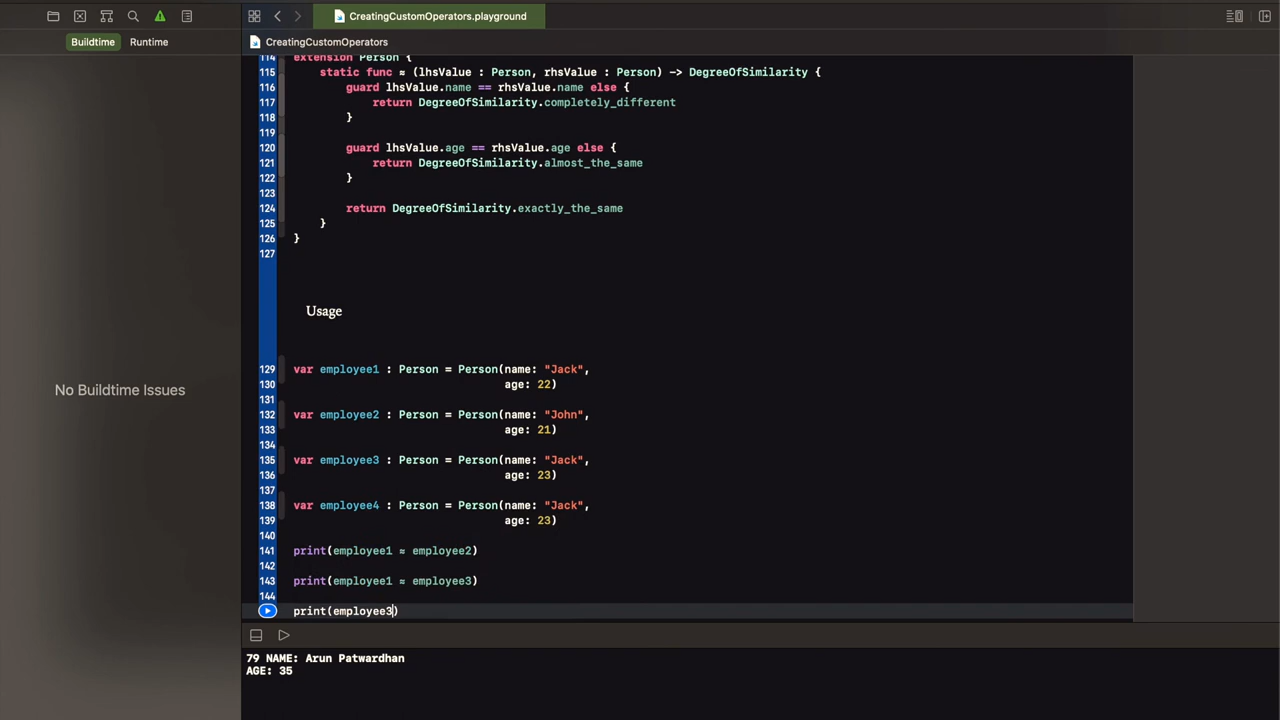 CreatingCustomOperators.playground
Buildtime Runtime
CreatingCustomOperators
114 extension Person {
115 static func ≈ (lhsValue : Person, rhsValue : Person) -> DegreeOfSimilarity {
116 guard lhsValue.name == rhsValue.name else {
117 return DegreeOfSimilarity.completely_different
118 }
119
120 guard lhsValue.age == rhsValue.age else {
121 return DegreeOfSimilarity.almost_the_same
122 }
123
124 return DegreeOfSimilarity.exactly_the_same
125 }
126 }
127
Usage
129 var employee1 : Person = Person(name: "Jack",
130 age: 22)
131
132 var employee2 : Person = Person(name: "John",
133 age: 21)
134
135 var employee3 : Person = Person(name: "Jack",
136 age: 23)
137
No Buildtime Issues
138 var employee4 : Person = Person(name: "Jack",
139 age: 23)
140
141 print(employee1 ≈ employee2)
142
143 print(employee1 ≈ employee3)
144
print(employee3)
79 NAME: Arun Patwardhan
AGE: 35